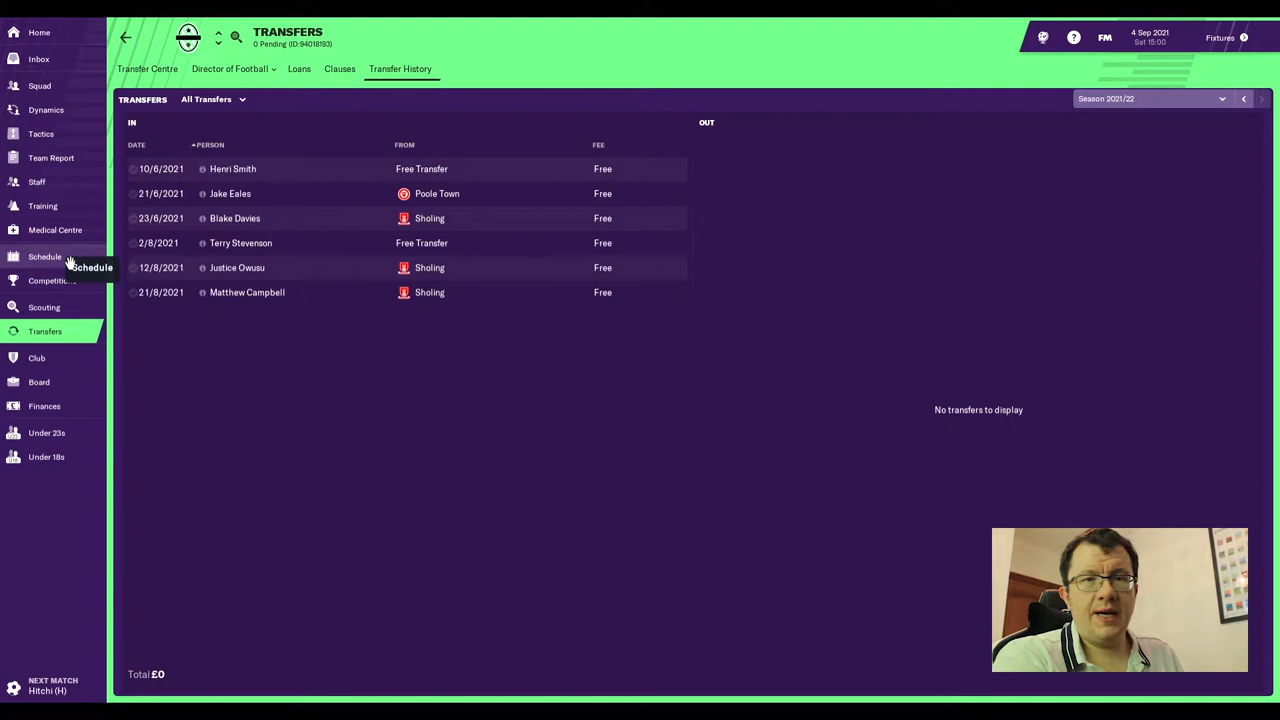 Home
Inbox
Squad
Dynamics
Tactics
Team Report
Staff
Training
Medical Centre
Schedule
Schedule
Competitions
Scouting
Transfers
Club
Board
Finances
Under 23s
Under 18s
NEXT MATCH
Hitchi (H)
TRANSFERS
0 Pending (ID:94018193)
FM
4 Sep 2021
Sat 15:00
Fixtures
Transfer Centre
Director of Football
Loans
Clauses
Transfer History
TRANSFERS
All Transfers
Season 2021/22
IN
OUT
DATE PERSON FROM FEE
10/6/2021 Henri Smith Free Transfer Free
21/6/2021 Jake Eales Poole Town Free
23/6/2021 Blake Davies Sholing Free
2/8/2021 Terry Stevenson Free Transfer Free
12/8/2021 Justice Owusu Sholing Free
21/8/2021 Matthew Campbell Sholing Free
No transfers to display
Total £0